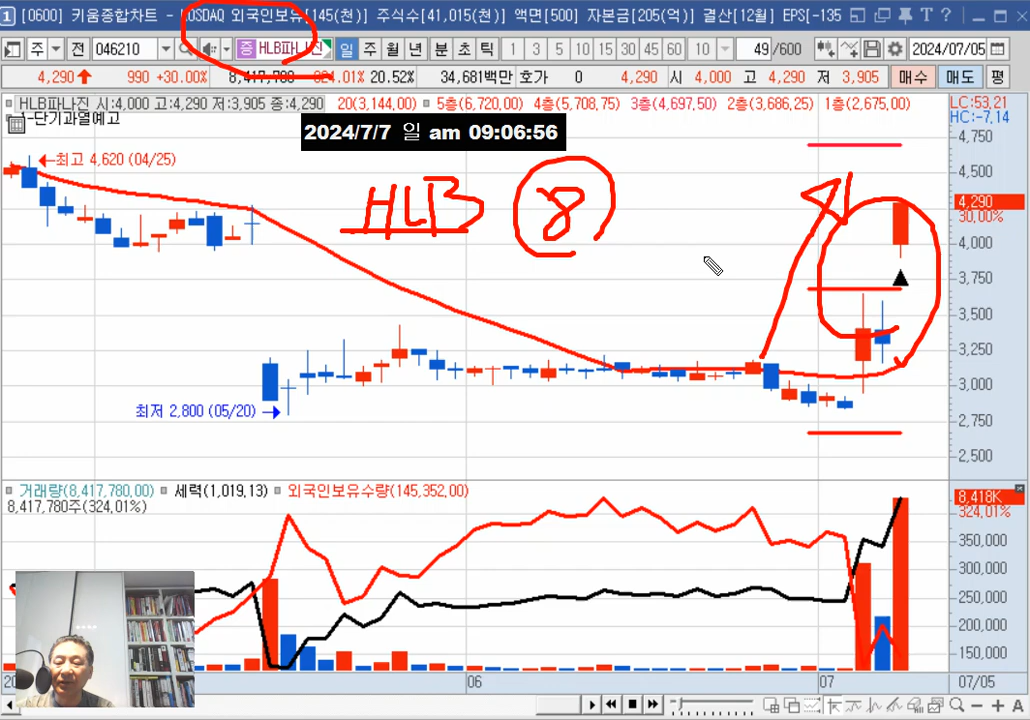 [0600] 키움종합차트 - KOSDAQ 외국인보유[145(천)] 주식수[41,015(천)] 액면[500] 자본금[205(억)] 결산[12월] EPS[-135
주 전 046210 증 HLB파나진 일 주 월 년 분 초 틱 1 3 5 10 15 30 45 60 10 49 /600 2024/07/05
4,290 990 +30.00% 8,417,780 324.01% 20.52% 34,681백만 호가 0 4,290 시 4,000 고 4,290 저 3,905 매수 매도 평
HLB파나진 시:4,000 고:4,290 저:3,905 종:4,290 20(3,144.00) 5층(6,720.00) 4층(5,708.75) 3층(4,697.50) 2층(3,686.25) 1층(2,675.00) LC:53.21
HC:-7.14
1-단기과열예고
2024/7/7 일 am 09:06:56
4,750
최고 4,620 (04/25)
4,500
HLB 8
4,290
30.00%
4,000
3,750
3,500
3,250
3,000
최저 2,800 (05/20)
2,750
2,500
거래량(8,417,780.00) 세력(1,019.13) 외국인보유수량(145,352.00)
8,417,780주(324.01%)
8,418K
324.01%
350,000
300,000
200,000
150,000
06 07 07/05